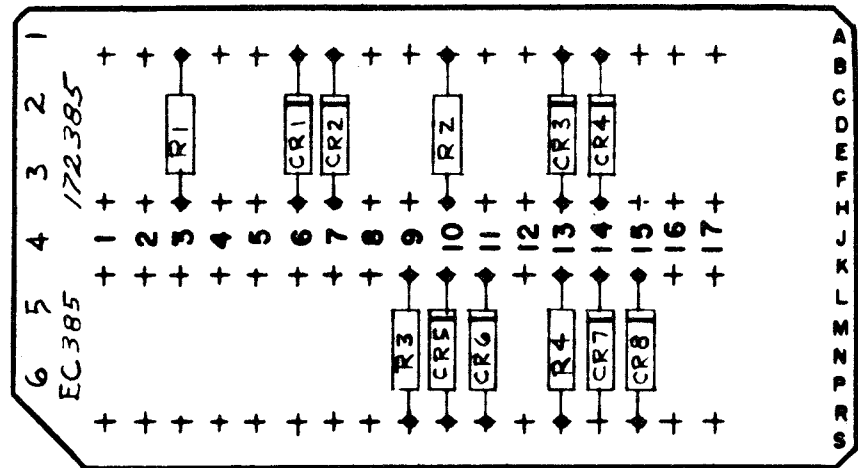 1 2 3 4 5 6
172385
EC385
R1 CR1 CR2 R2 CR3 CR4
1 2 3 4 5 6 7 8 9 10 11 12 13 14 15 16 17
R3 CR5 CR6 R4 CR7 CR8
A
B
C
D
E
F
H
J
K
L
M
N
P
R
S